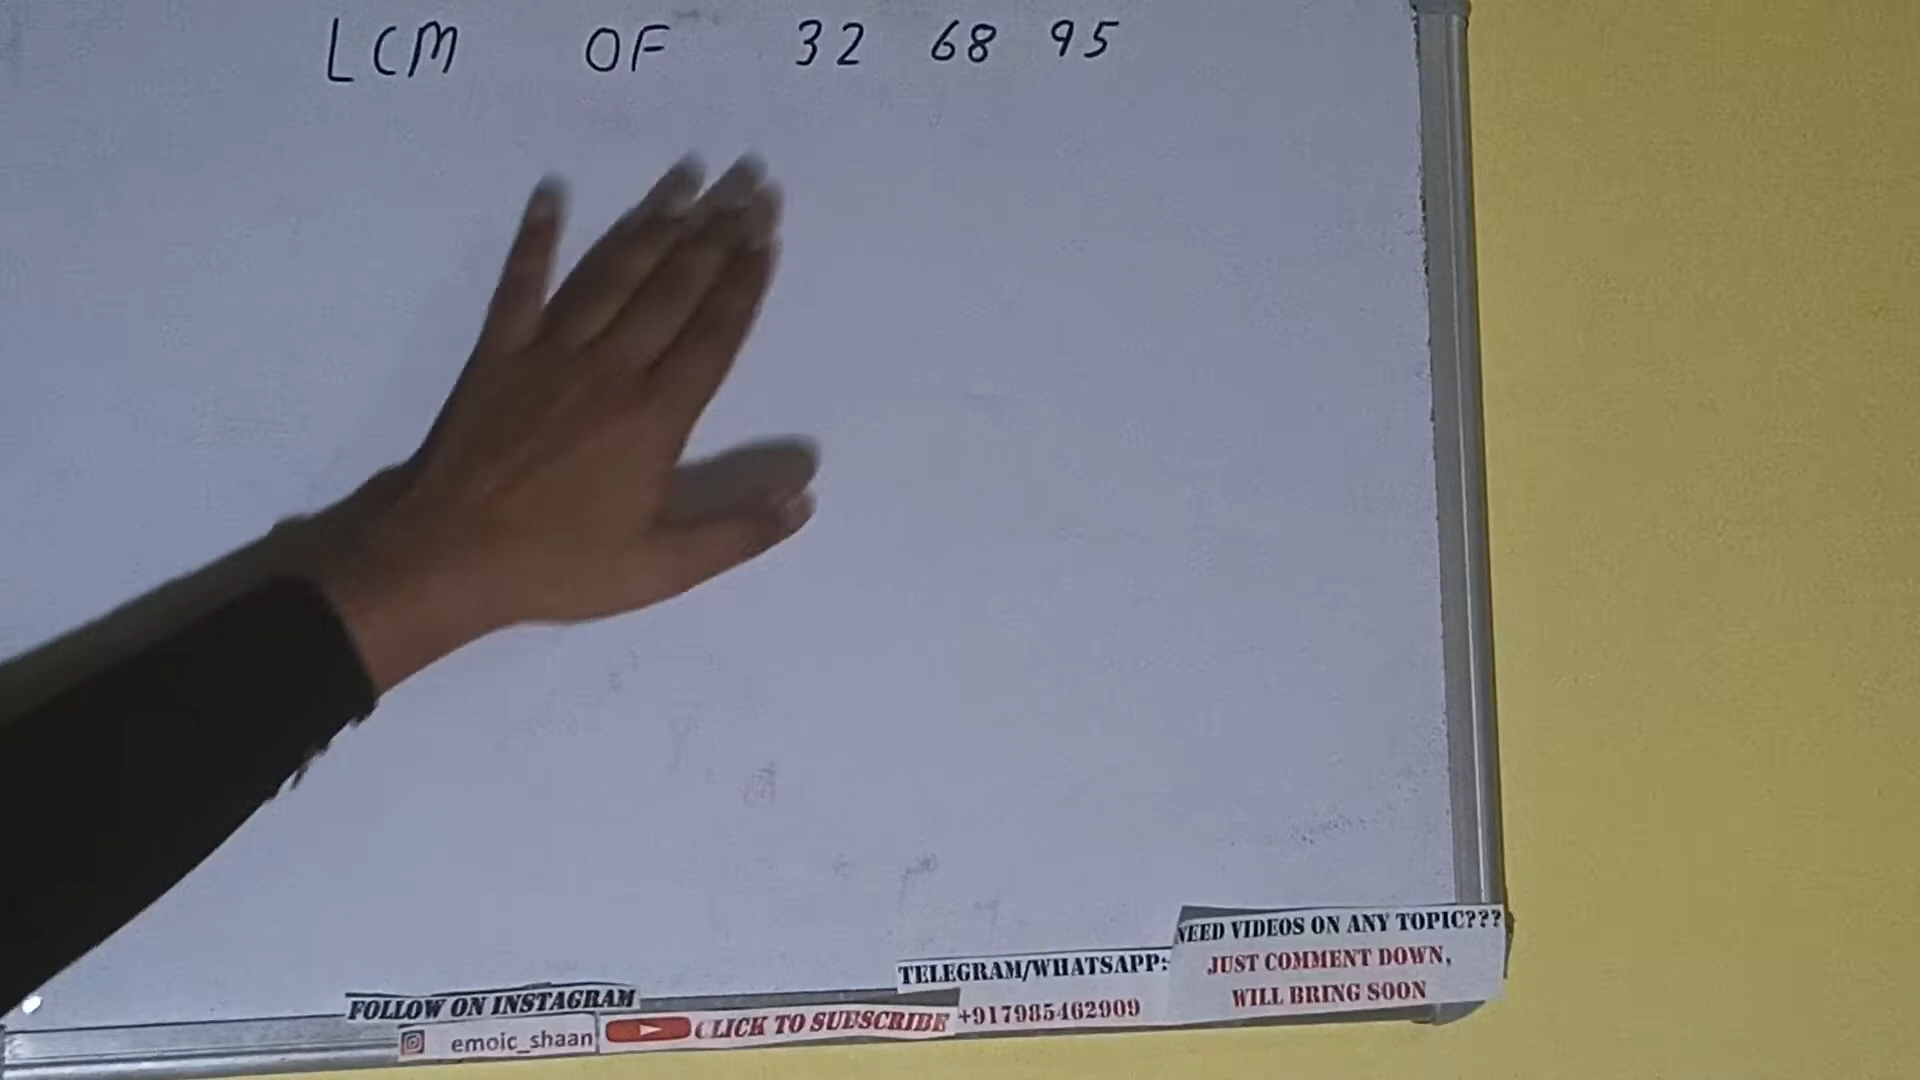 LCM OF 32 68 95
NEED VIDEOS ON ANY TOPIC???
JUST COMMENT DOWN,
WILL BRING SOON
TELEGRAM/WHATSAPP:
+917985462909
FOLLOW ON INSTAGRAM
emoic_shaan
CLICK TO SUBSCRIBE